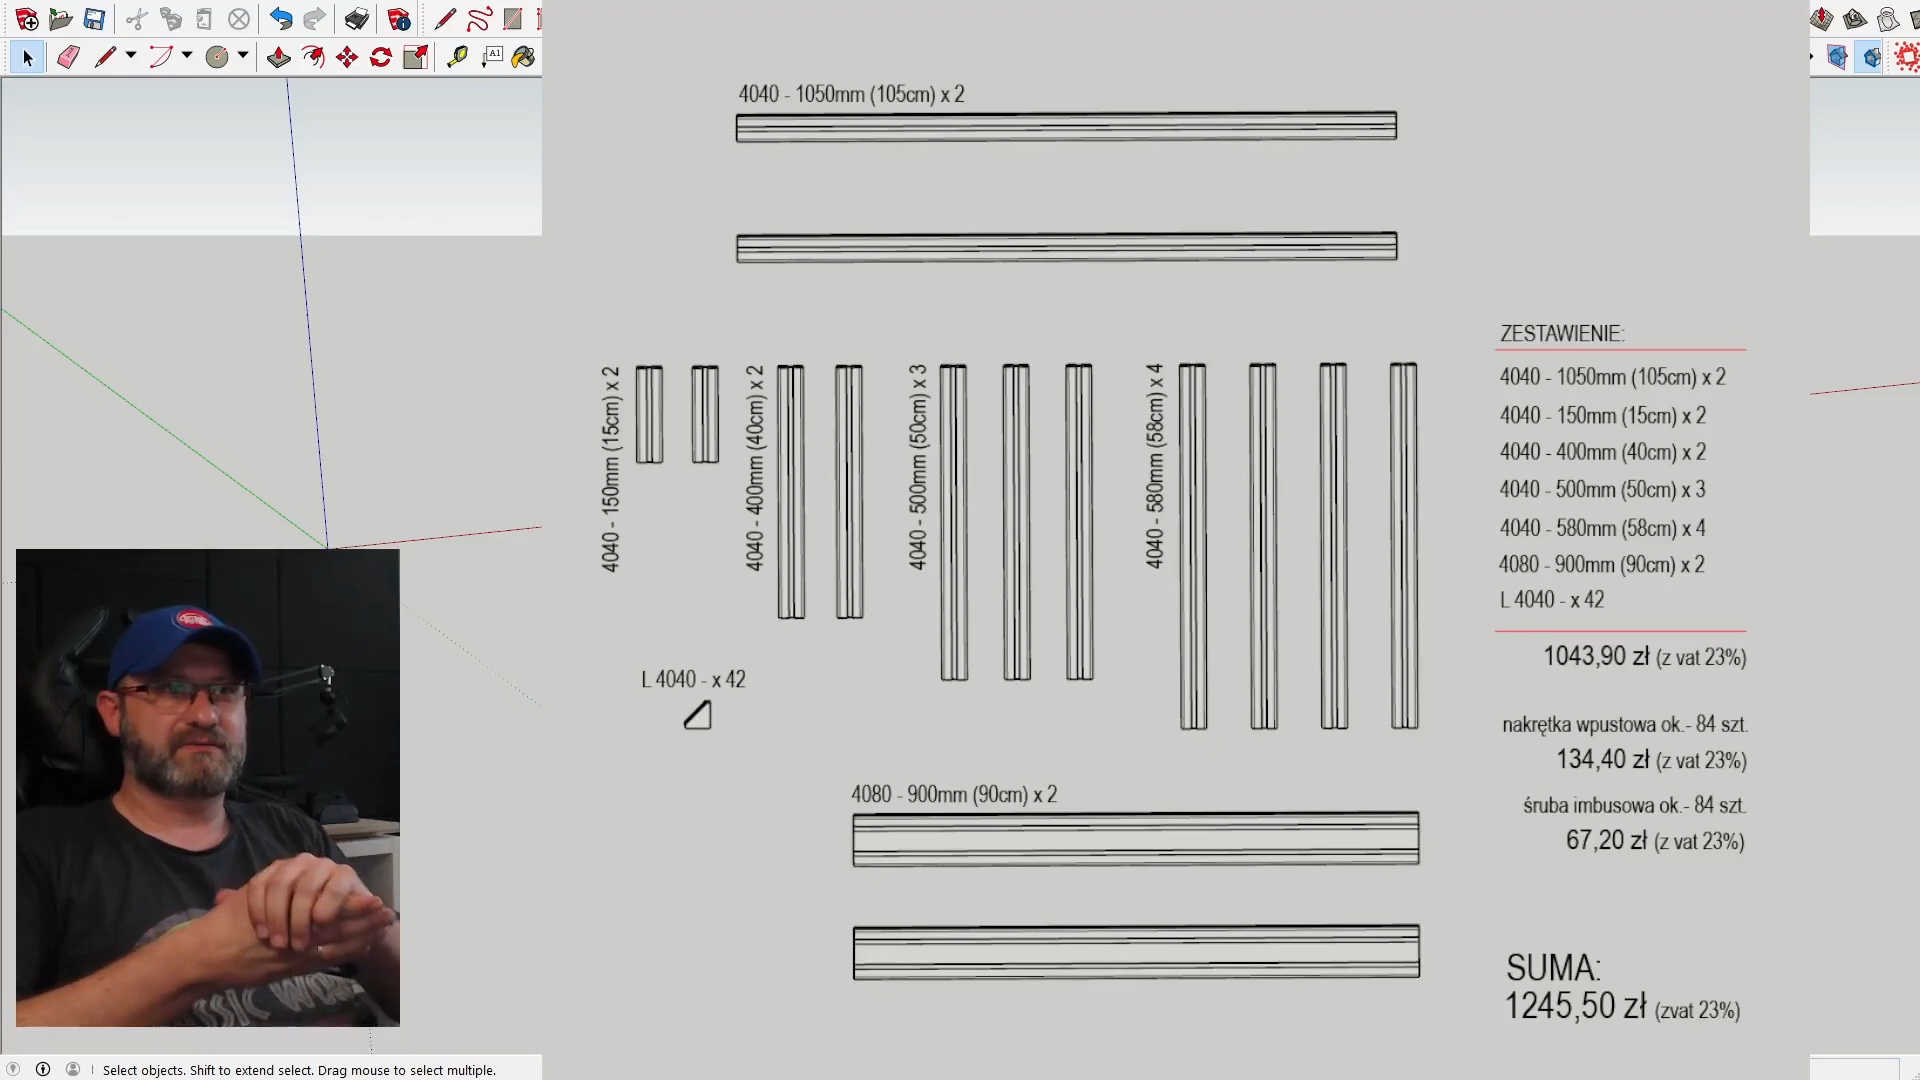 A1
4040 - 1050mm (105cm) x 2
4040 - 150mm (15cm) x 2
4040 - 400mm (40cm) x 2
4040 - 500mm (50cm) x 3
4040 - 580mm (58cm) x 4
L 4040 - x 42
4080 - 900mm (90cm) x 2
ZESTAWIENIE:
4040 - 1050mm (105cm) x 2
4040 - 150mm (15cm) x 2
4040 - 400mm (40cm) x 2
4040 - 500mm (50cm) x 3
4040 - 580mm (58cm) x 4
4080 - 900mm (90cm) x 2
L 4040 - x 42
1043,90 zł (z vat 23%)
nakrętka wpustowa ok.- 84 szt.
134,40 zł (z vat 23%)
śruba imbusowa ok.- 84 szt.
67,20 zł (z vat 23%)
SUMA:
1245,50 zł (zvat 23%)
Select objects. Shift to extend select. Drag mouse to select multiple.